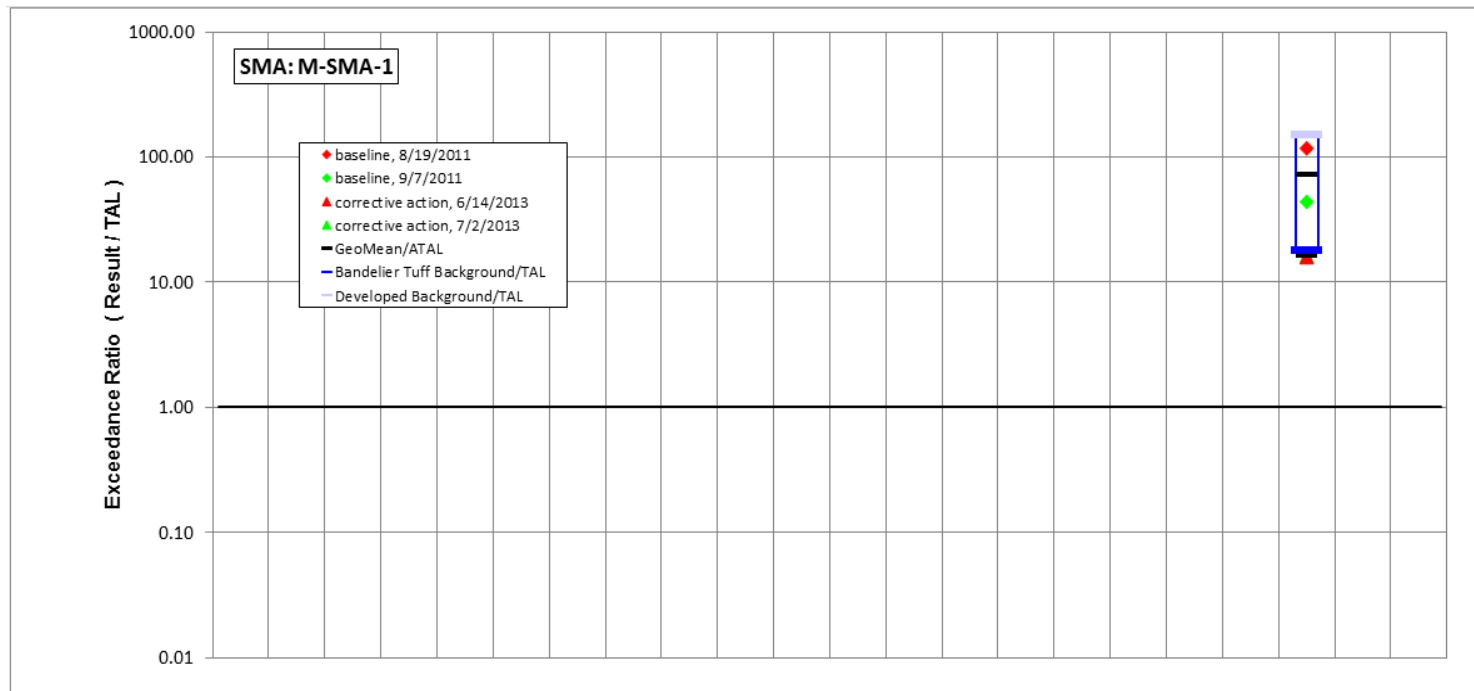 1000.00
SMA: M-SMA-1
100.00
baseline, 8/19/2011
baseline, 9/7/2011
corrective action, 6/14/2013
corrective action, 7/2/2013
GeoMean/ATAL
Bandelier Tuff Background/TAL
Developed Background/TAL
10.00
1.00
0.10
0.01
Exceedance Ratio ( Result / TAL )